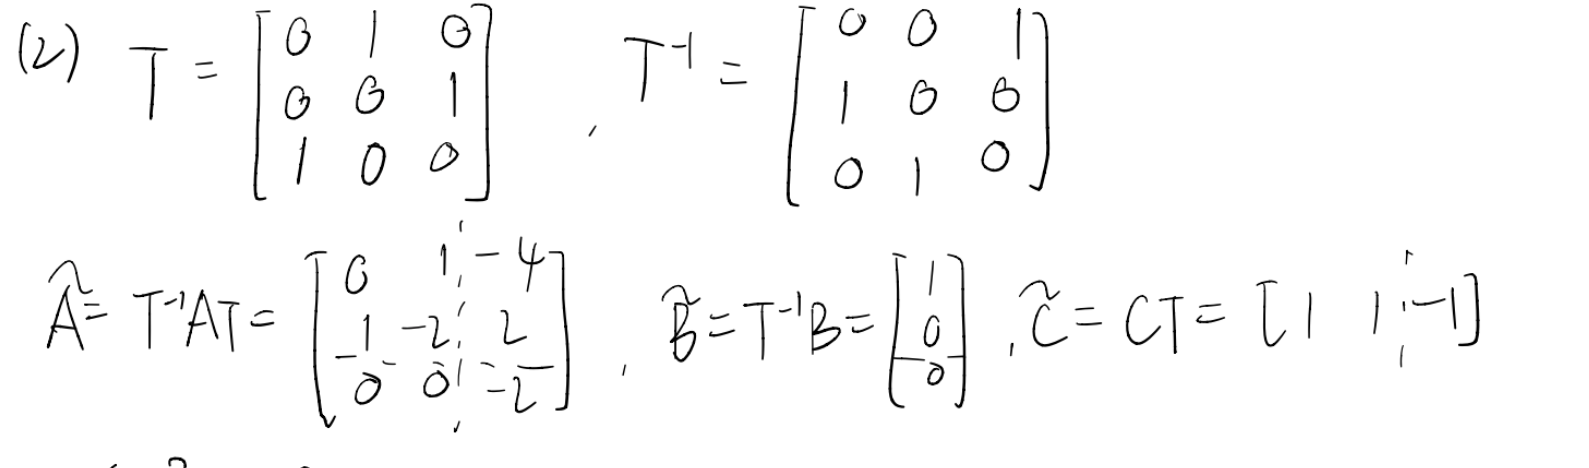 (2) T = [0 1 0; 0 0 1; 1 0 0], T⁻¹ = [0 0 1; 1 0 0; 0 1 0]
Ã = T⁻¹AT = [0 1 -4; 1 -2 2; 0 0 -2], B̃ = T⁻¹B = [1; 0; 0], C̃ = CT = [1 1 -1]